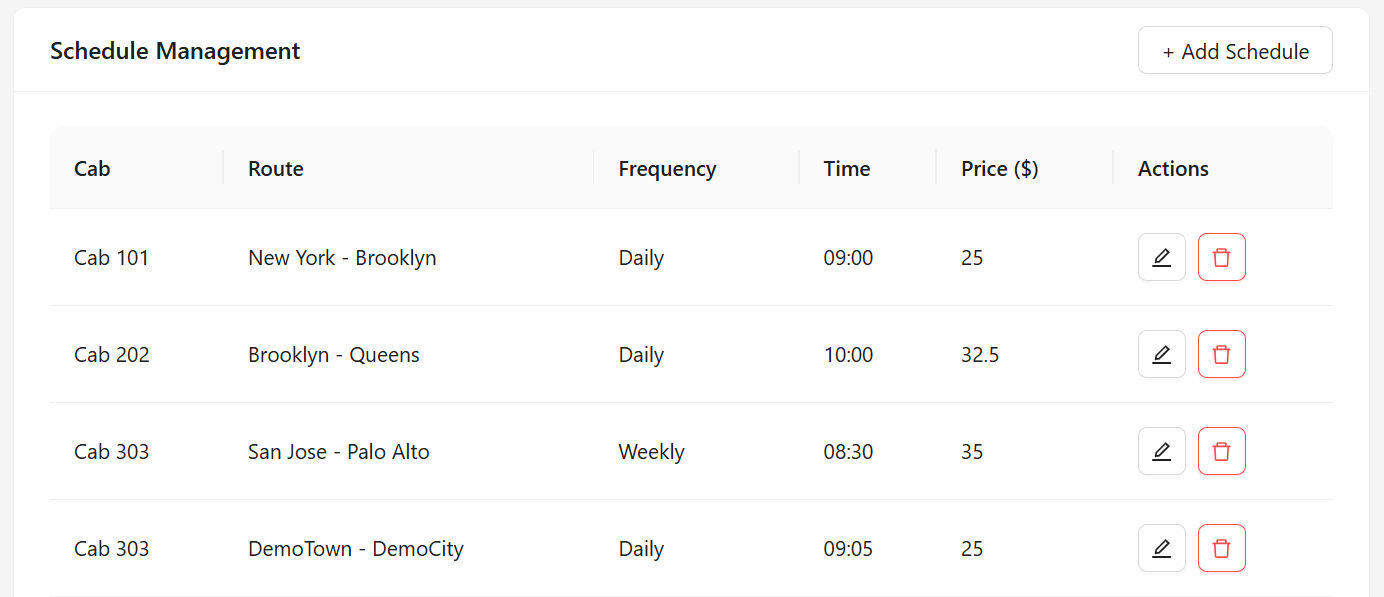 Schedule Management
+ Add Schedule
Cab Route Frequency Time Price ($) Actions
Cab 101 New York - Brooklyn Daily 09:00 25
Cab 202 Brooklyn - Queens Daily 10:00 32.5
Cab 303 San Jose - Palo Alto Weekly 08:30 35
Cab 303 DemoTown - DemoCity Daily 09:05 25